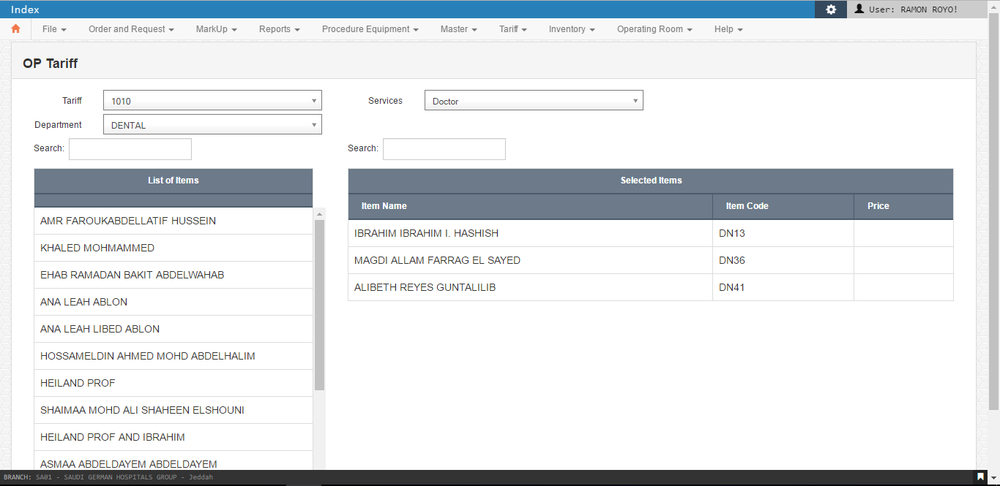 Index
User: RAMON ROYO!
File Order and Request MarkUp Reports Procedure Equipment Master Tariff Inventory Operating Room Help
OP Tariff
Tariff 1010 Services Doctor
Department DENTAL
Search: Search:
List of Items
Selected Items
Item Name Item Code Price
AMR FAROUKABDELLATIF HUSSEIN
KHALED MOHMAMMED
EHAB RAMADAN BAKIT ABDELWAHAB
ANA LEAH ABLON
ANA LEAH LIBED ABLON
HOSSAMELDIN AHMED MOHD ABDELHALIM
HEILAND PROF
SHAIMAA MOHD ALI SHAHEEN ELSHOUNI
HEILAND PROF AND IBRAHIM
ASMAA ABDELDAYEM ABDELDAYEM
IBRAHIM IBRAHIM I. HASHISH DN13
MAGDI ALLAM FARRAG EL SAYED DN36
ALIBETH REYES GUNTALILIB DN41
BRANCH: SA01 - SAUDI GERMAN HOSPITALS GROUP - Jeddah